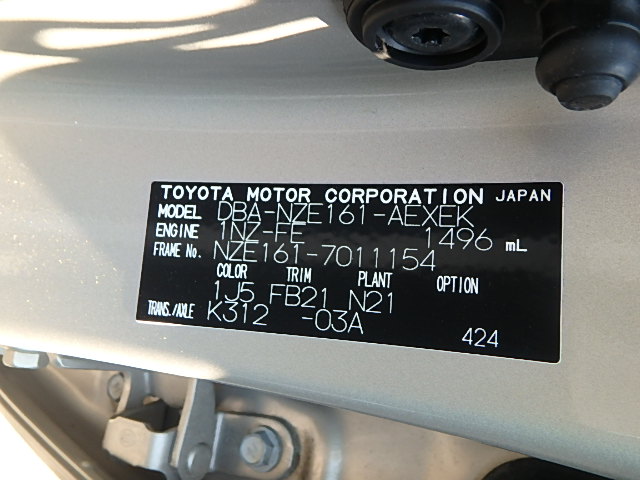 TOYOTA MOTOR CORPORATION JAPAN
MODEL DBA-NZE161-AEXEK
ENGINE 1NZ-FE 1496 mL
FRAME No. NZE161-7011154
COLOR TRIM PLANT OPTION
1J5 FB21 N21
TRANS./AXLE K312 -03A
424